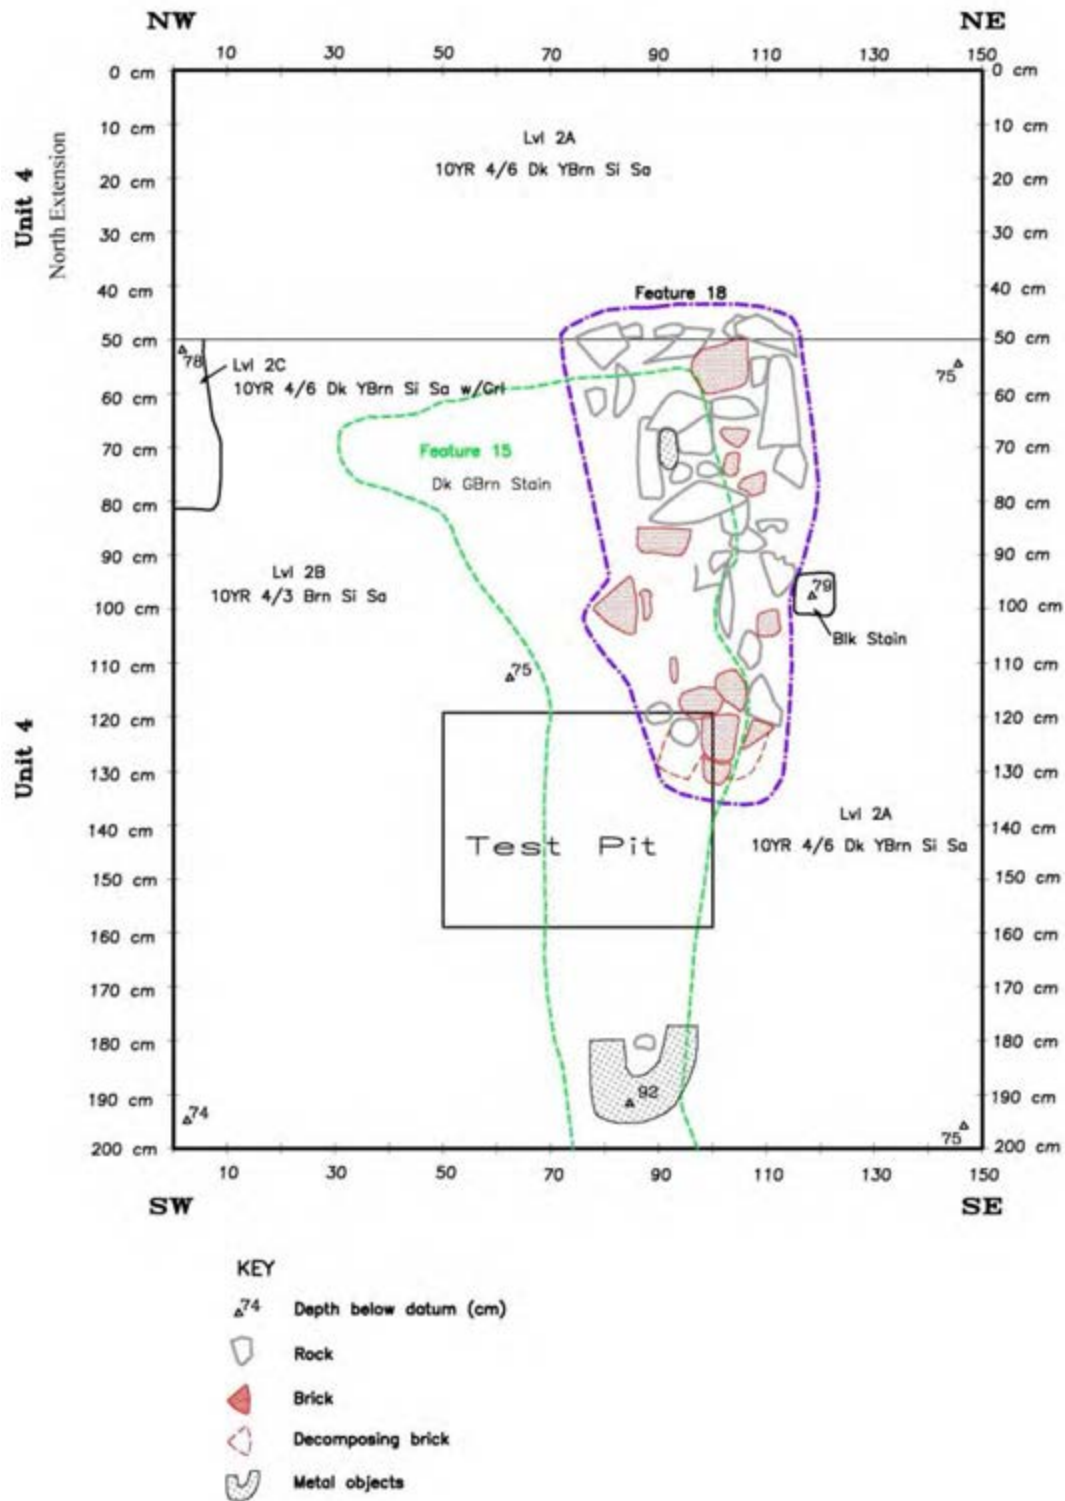 NW
NE
10 30 50 70 90 110 130 150
0 cm
0 cm
10 cm
10 cm
Lvl 2A
10YR 4/6 Dk YBrn Si Sa
20 cm
20 cm
Unit 4
North Extension
30 cm
30 cm
40 cm
40 cm
Feature 18
50 cm
50 cm
78
Lvl 2C
10YR 4/6 Dk YBrn Si Sa w/Grl
75
60 cm
60 cm
70 cm
70 cm
Feature 15
Dk GBrn Stain
80 cm
80 cm
90 cm
90 cm
Lvl 2B
10YR 4/3 Brn Si Sa
79
100 cm
100 cm
Blk Stain
110 cm
110 cm
75
120 cm
120 cm
Unit 4
130 cm
130 cm
Lvl 2A
10YR 4/6 Dk YBrn Si Sa
140 cm
140 cm
Test Pit
150 cm
150 cm
160 cm
160 cm
170 cm
170 cm
180 cm
180 cm
92
190 cm
190 cm
74
75
200 cm
200 cm
10 30 50 70 90 110 130 150
SW
SE
KEY
74 Depth below datum (cm)
Rock
Brick
Decomposing brick
Metal objects